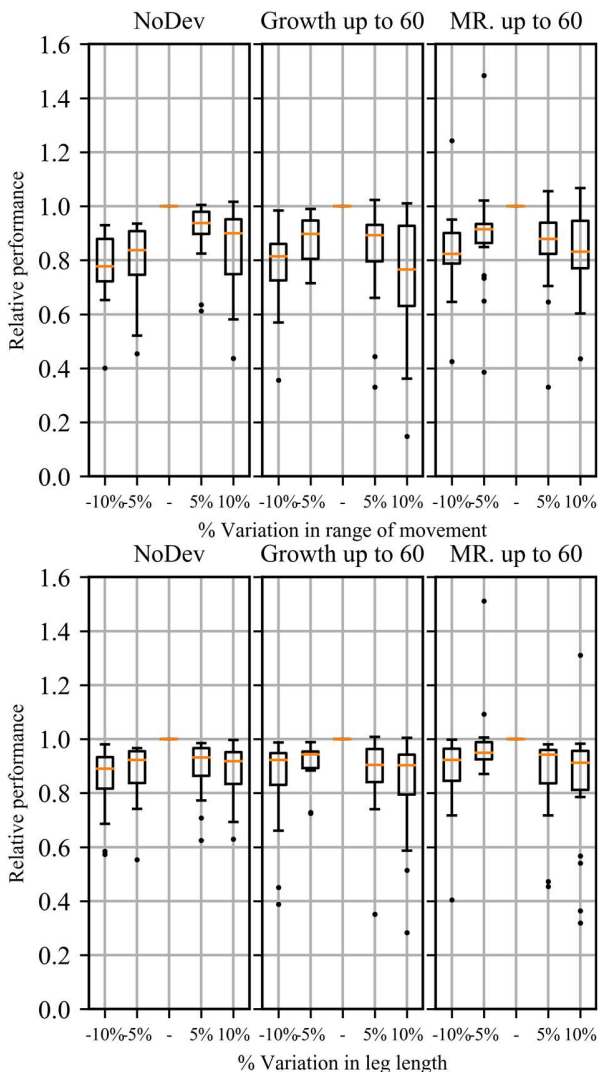 NoDev Growth up to 60 MR. up to 60
1.6
1.4
1.2
1.0
0.8
0.6
0.4
0.2
0.0
Relative performance
-10% -5% - 5% 10% -10% -5% - 5% 10% -10% -5% - 5% 10%
% Variation in range of movement
NoDev Growth up to 60 MR. up to 60
1.6
1.4
1.2
1.0
0.8
0.6
0.4
0.2
0.0
Relative performance
-10% -5% - 5% 10% -10% -5% - 5% 10% -10% -5% - 5% 10%
% Variation in leg length